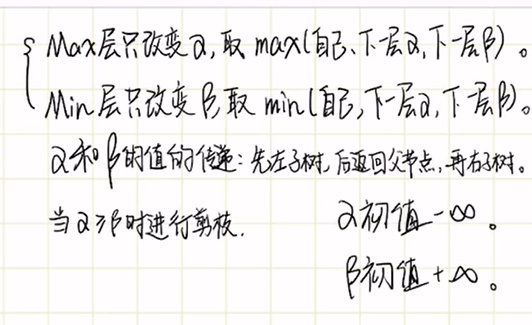 { Max层只改变α,取 max(自己、下一层α,下一层β)。
Min层只改变β,取 min(自己,下一层α,下一层β)。
α和β的值的传递:先左子树,后返回父节点,再右子树。
当α≥β时进行剪枝.
α初值-∞。
β初值+∞。